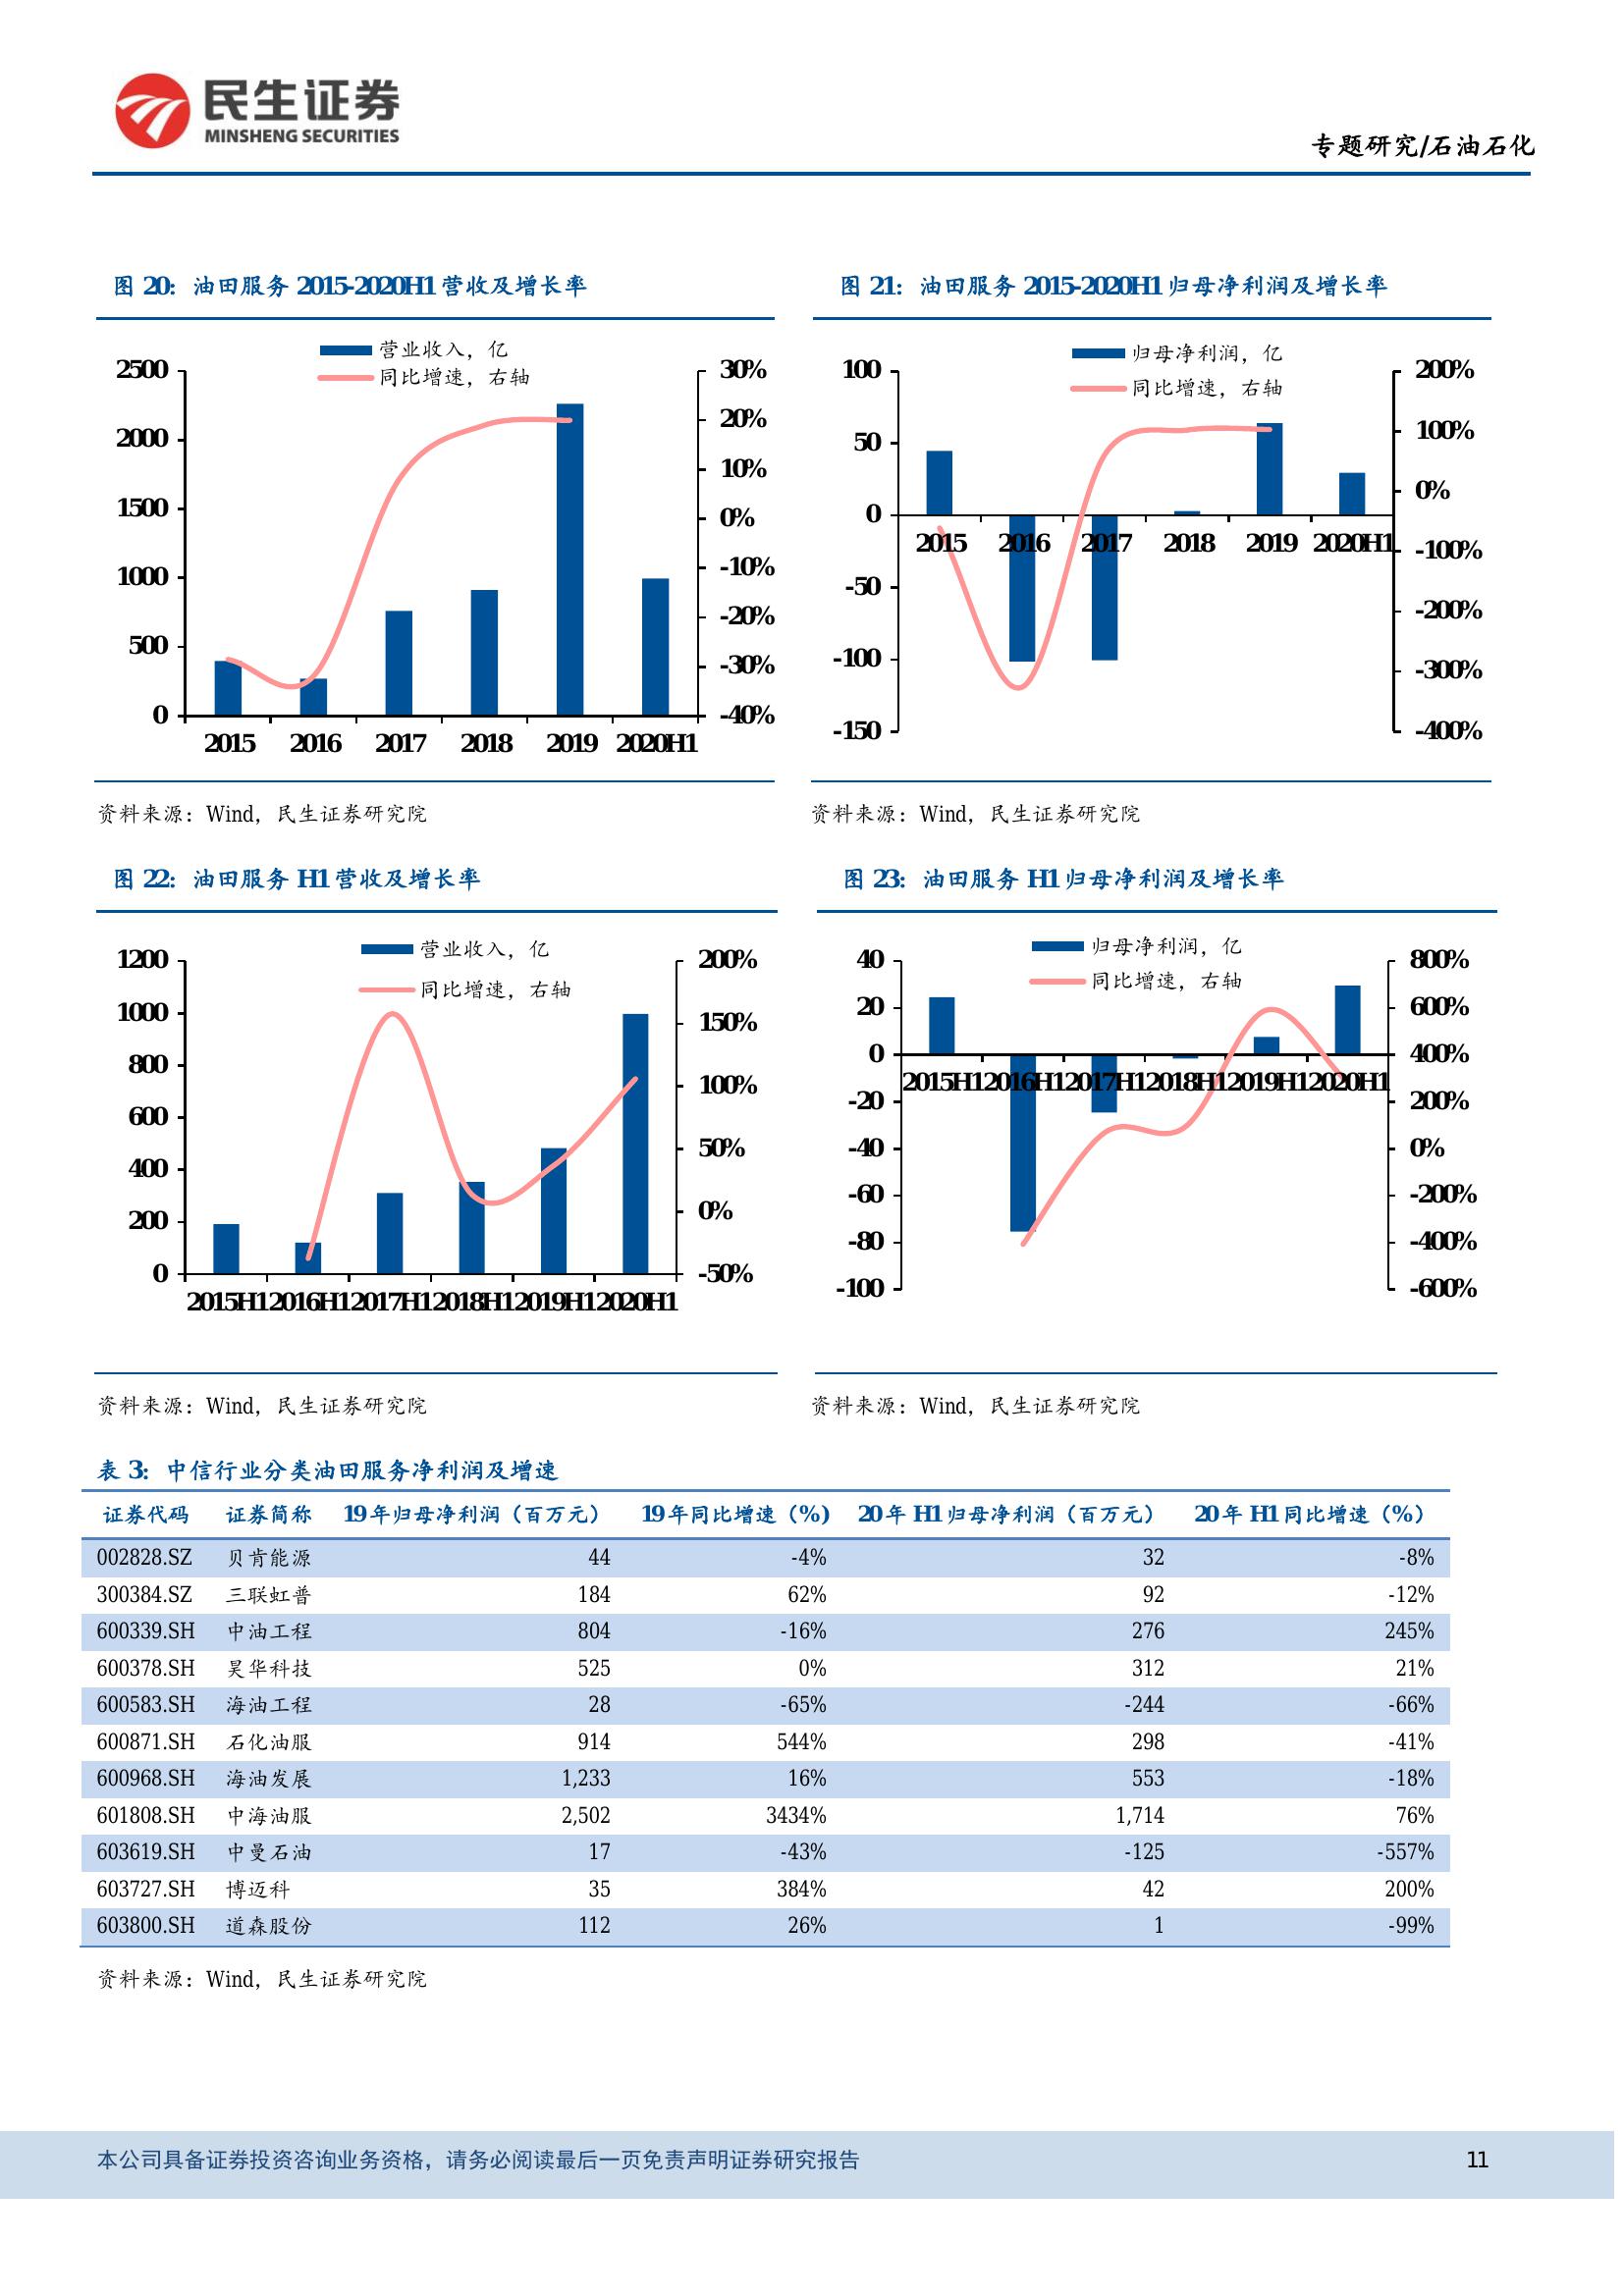 民生证券
MINSHENG SECURITIES
专题研究/石油石化
图 20：油田服务 2015-2020H1 营收及增长率
营业收入，亿
同比增速，右轴
2500
2000
1500
1000
500
0
30%
20%
10%
0%
-10%
-20%
-30%
-40%
2015 2016 2017 2018 2019 2020H1
资料来源：Wind，民生证券研究院
图 21：油田服务 2015-2020H1 归母净利润及增长率
归母净利润，亿
同比增速，右轴
100
50
0
-50
-100
-150
200%
100%
0%
-100%
-200%
-300%
-400%
2015 2016 2017 2018 2019 2020H1
资料来源：Wind，民生证券研究院
图 22：油田服务 H1 营收及增长率
营业收入，亿
同比增速，右轴
1200
1000
800
600
400
200
0
200%
150%
100%
50%
0%
-50%
2015H1 2016H1 2017H1 2018H1 2019H1 2020H1
资料来源：Wind，民生证券研究院
图 23：油田服务 H1 归母净利润及增长率
归母净利润，亿
同比增速，右轴
40
20
0
-20
-40
-60
-80
-100
800%
600%
400%
200%
0%
-200%
-400%
-600%
2015H1 2016H1 2017H1 2018H1 2019H1 2020H1
资料来源：Wind，民生证券研究院
表 3：中信行业分类油田服务净利润及增速
证券代码 证券简称 19 年归母净利润（百万元） 19 年同比增速（%） 20 年 H1 归母净利润（百万元） 20 年 H1 同比增速（%）
002828.SZ 贝肯能源 44 -4% 32 -8%
300384.SZ 三联虹普 184 62% 92 -12%
600339.SH 中油工程 804 -16% 276 245%
600378.SH 昊华科技 525 0% 312 21%
600583.SH 海油工程 28 -65% -244 -66%
600871.SH 石化油服 914 544% 298 -41%
600968.SH 海油发展 1,233 16% 553 -18%
601808.SH 中海油服 2,502 3434% 1,714 76%
603619.SH 中曼石油 17 -43% -125 -557%
603727.SH 博迈科 35 384% 42 200%
603800.SH 道森股份 112 26% 1 -99%
资料来源：Wind，民生证券研究院
本公司具备证券投资咨询业务资格，请务必阅读最后一页免责声明证券研究报告 11